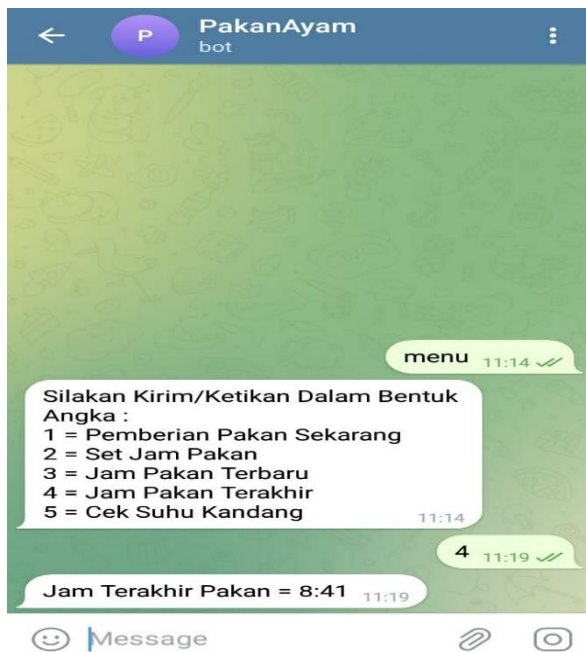 P
PakanAyam
bot
menu 11:14
Silakan Kirim/Ketikan Dalam Bentuk
Angka :
1 = Pemberian Pakan Sekarang
2 = Set Jam Pakan
3 = Jam Pakan Terbaru
4 = Jam Pakan Terakhir
5 = Cek Suhu Kandang
11:14
4 11:19
Jam Terakhir Pakan = 8:41 11:19
Message